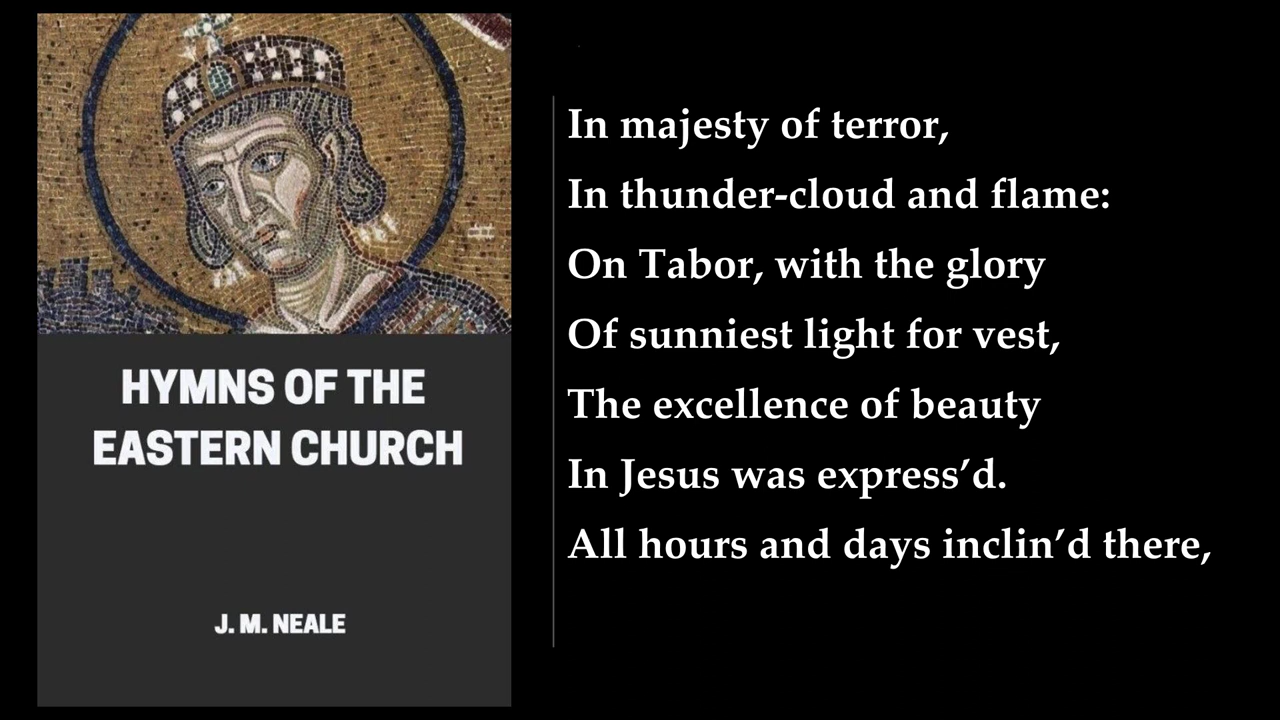 HYMNS OF THE
EASTERN CHURCH
J. M. NEALE
In majesty of terror,
In thunder-cloud and flame:
On Tabor, with the glory
Of sunniest light for vest,
The excellence of beauty
In Jesus was express’d.
All hours and days inclin’d there,